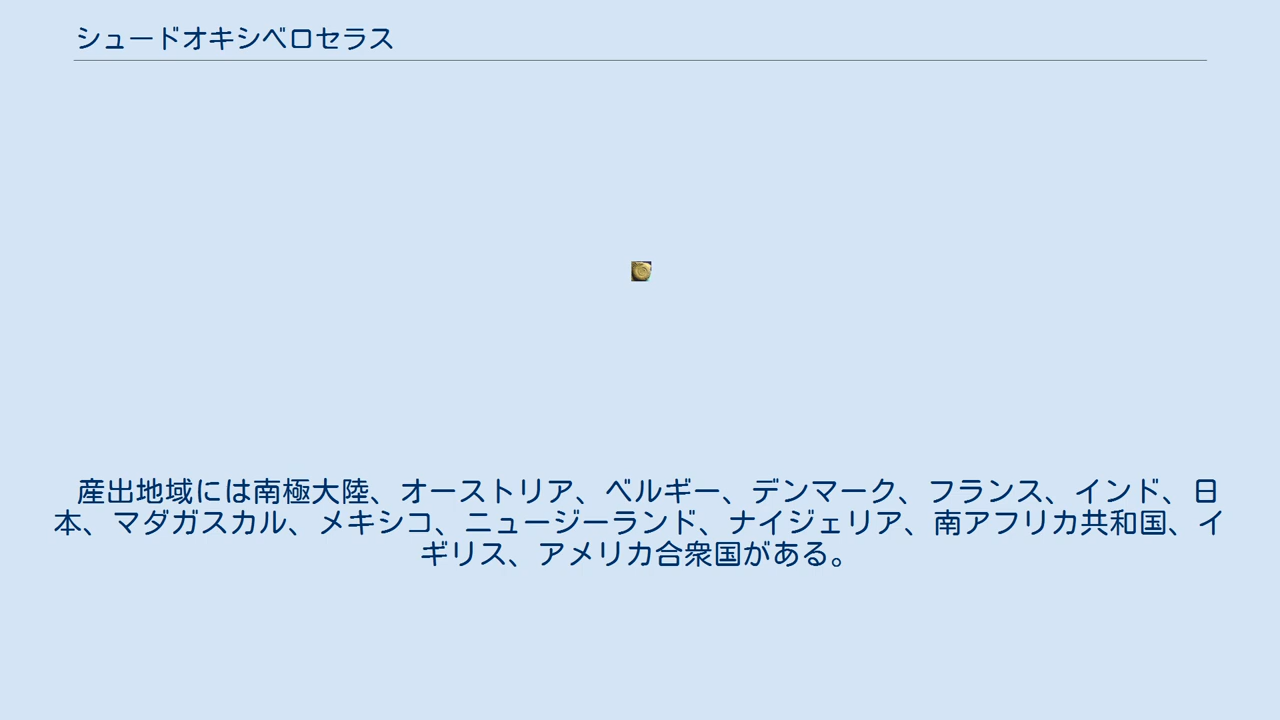 シュードオキシベロセラス
産出地域には南極大陸、オーストリア、ベルギー、デンマーク、フランス、インド、日
本、マダガスカル、メキシコ、ニュージーランド、ナイジェリア、南アフリカ共和国、イ
ギリス、アメリカ合衆国がある。